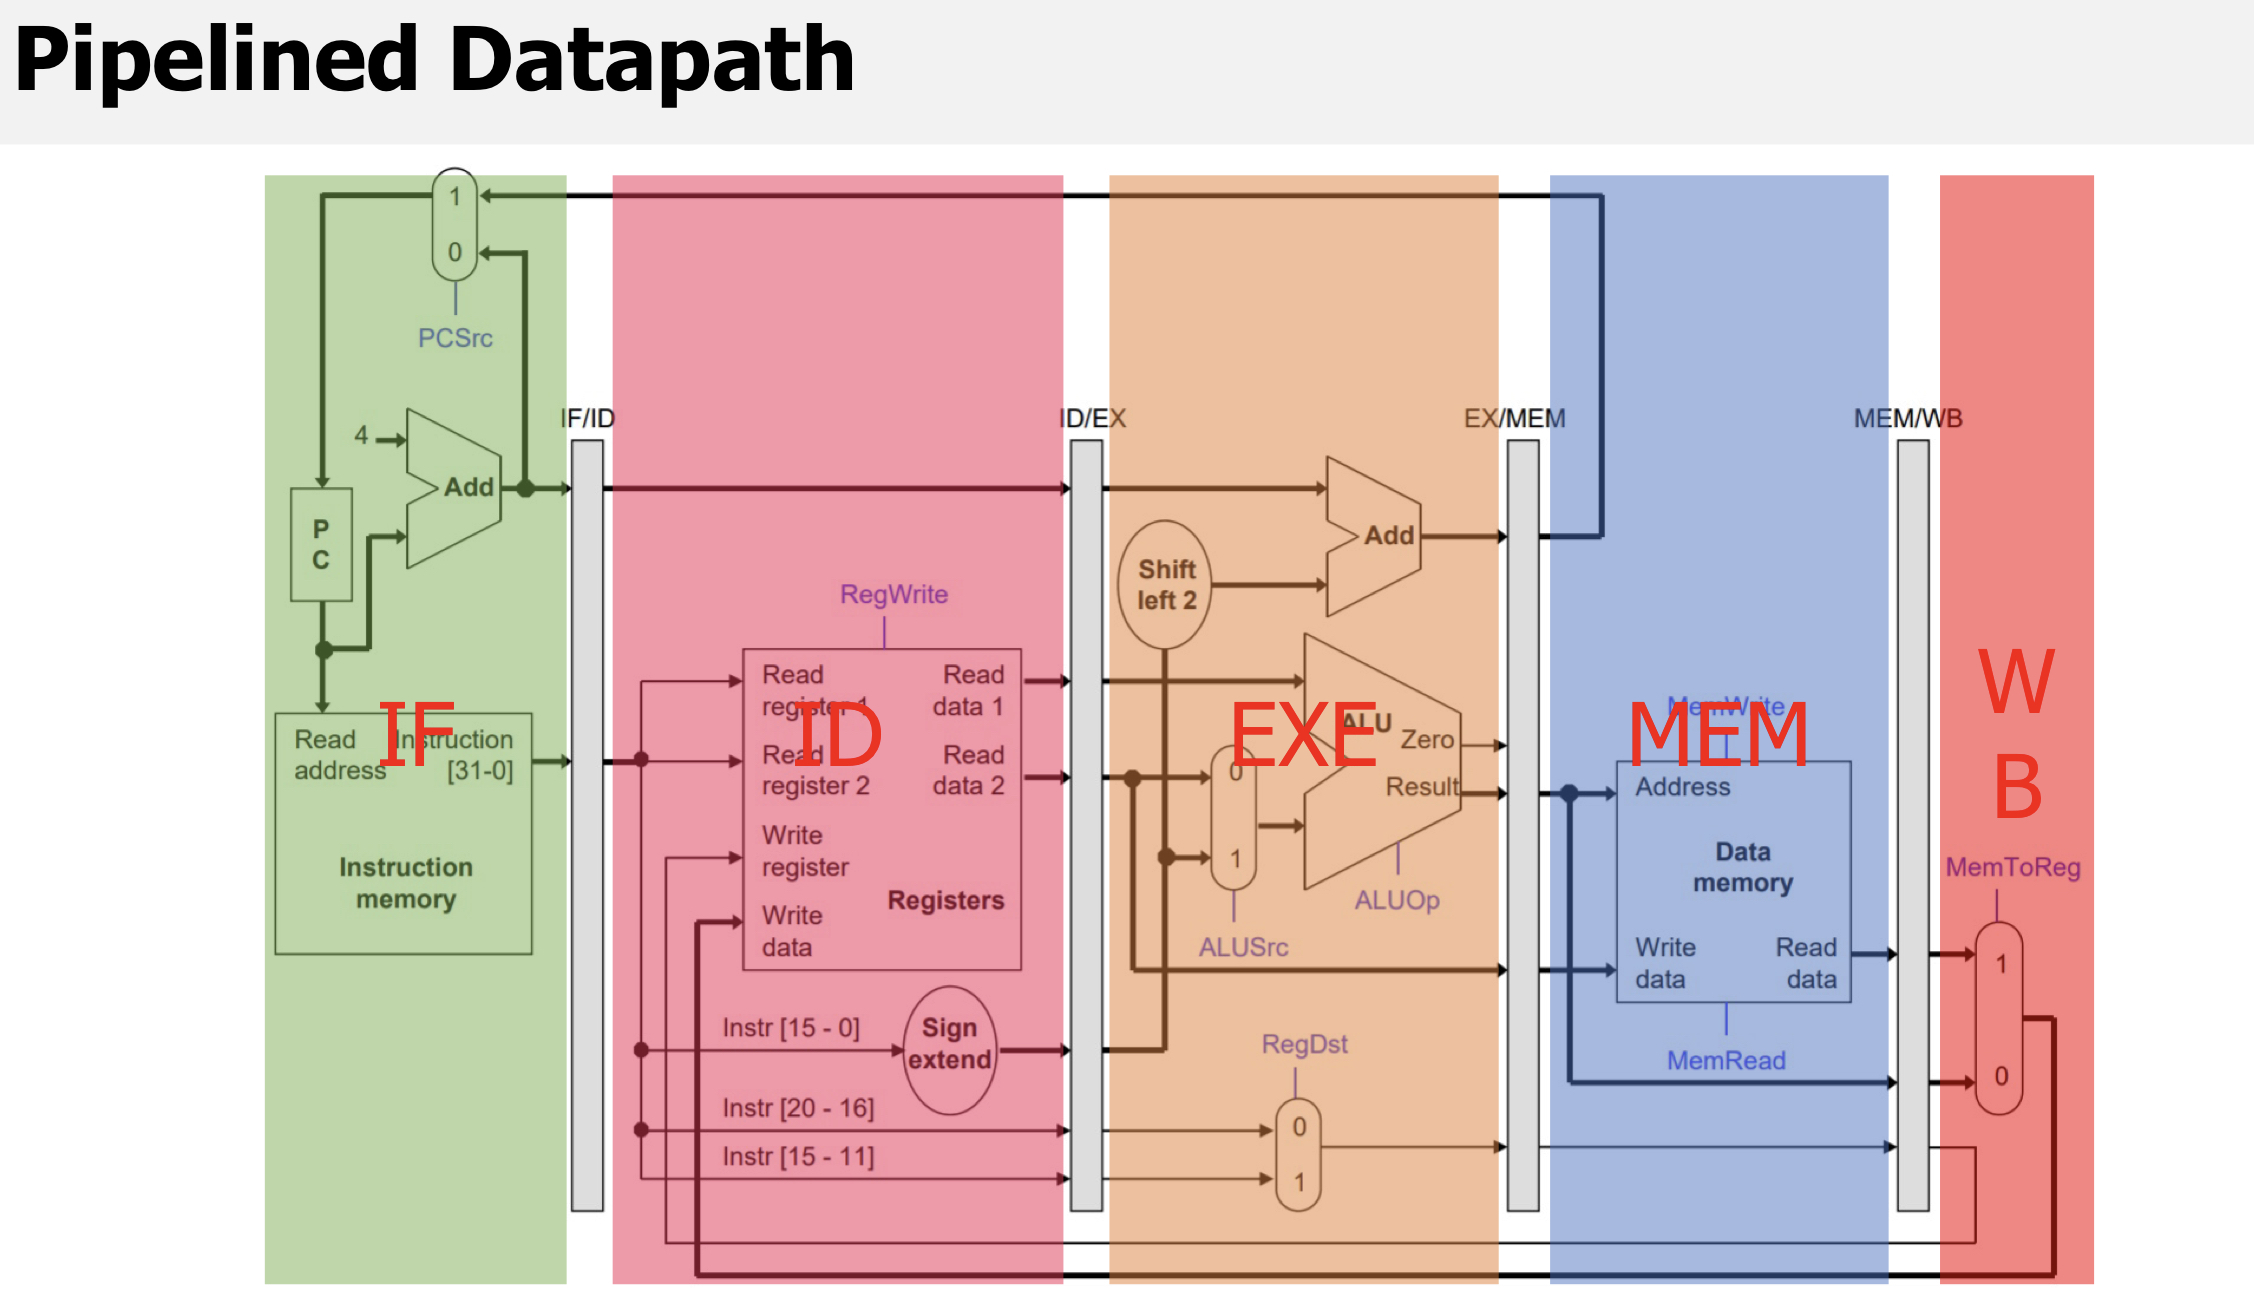 Pipelined Datapath
1
0
PCSrc
IF/ID
ID/EX
EX/MEM
MEM/WB
4
Add
P
C
Add
Shift
left 2
RegWrite
Read
register 1
Read
data 1
Read
register 2
Read
data 2
Write
register
Write
data
Registers
IF
ID
EXE
MEM
W
B
Read
address
Instruction
[31-0]
Instruction
memory
ALU
Zero
Result
0
1
ALUSrc
ALUOp
MemWrite
Address
Data
memory
Write
data
Read
data
MemRead
MemToReg
1
0
Instr [15 - 0]
Sign
extend
Instr [20 - 16]
Instr [15 - 11]
RegDst
0
1